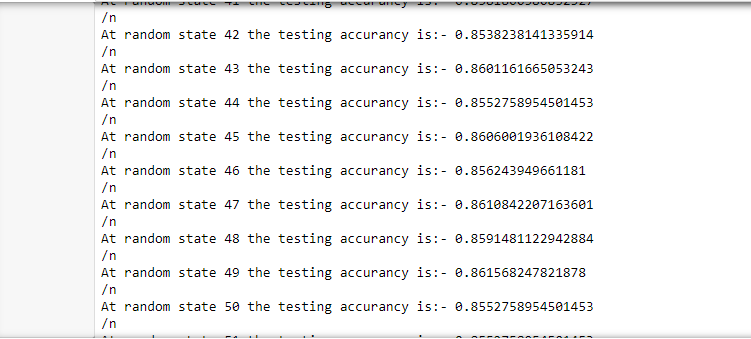 /n
At random state 42 the testing accurancy is:- 0.8538238141335914
/n
At random state 43 the testing accurancy is:- 0.8601161665053243
/n
At random state 44 the testing accurancy is:- 0.8552758954501453
/n
At random state 45 the testing accurancy is:- 0.8606001936108422
/n
At random state 46 the testing accurancy is:- 0.856243949661181
/n
At random state 47 the testing accurancy is:- 0.8610842207163601
/n
At random state 48 the testing accurancy is:- 0.8591481122942884
/n
At random state 49 the testing accurancy is:- 0.861568247821878
/n
At random state 50 the testing accurancy is:- 0.8552758954501453
/n